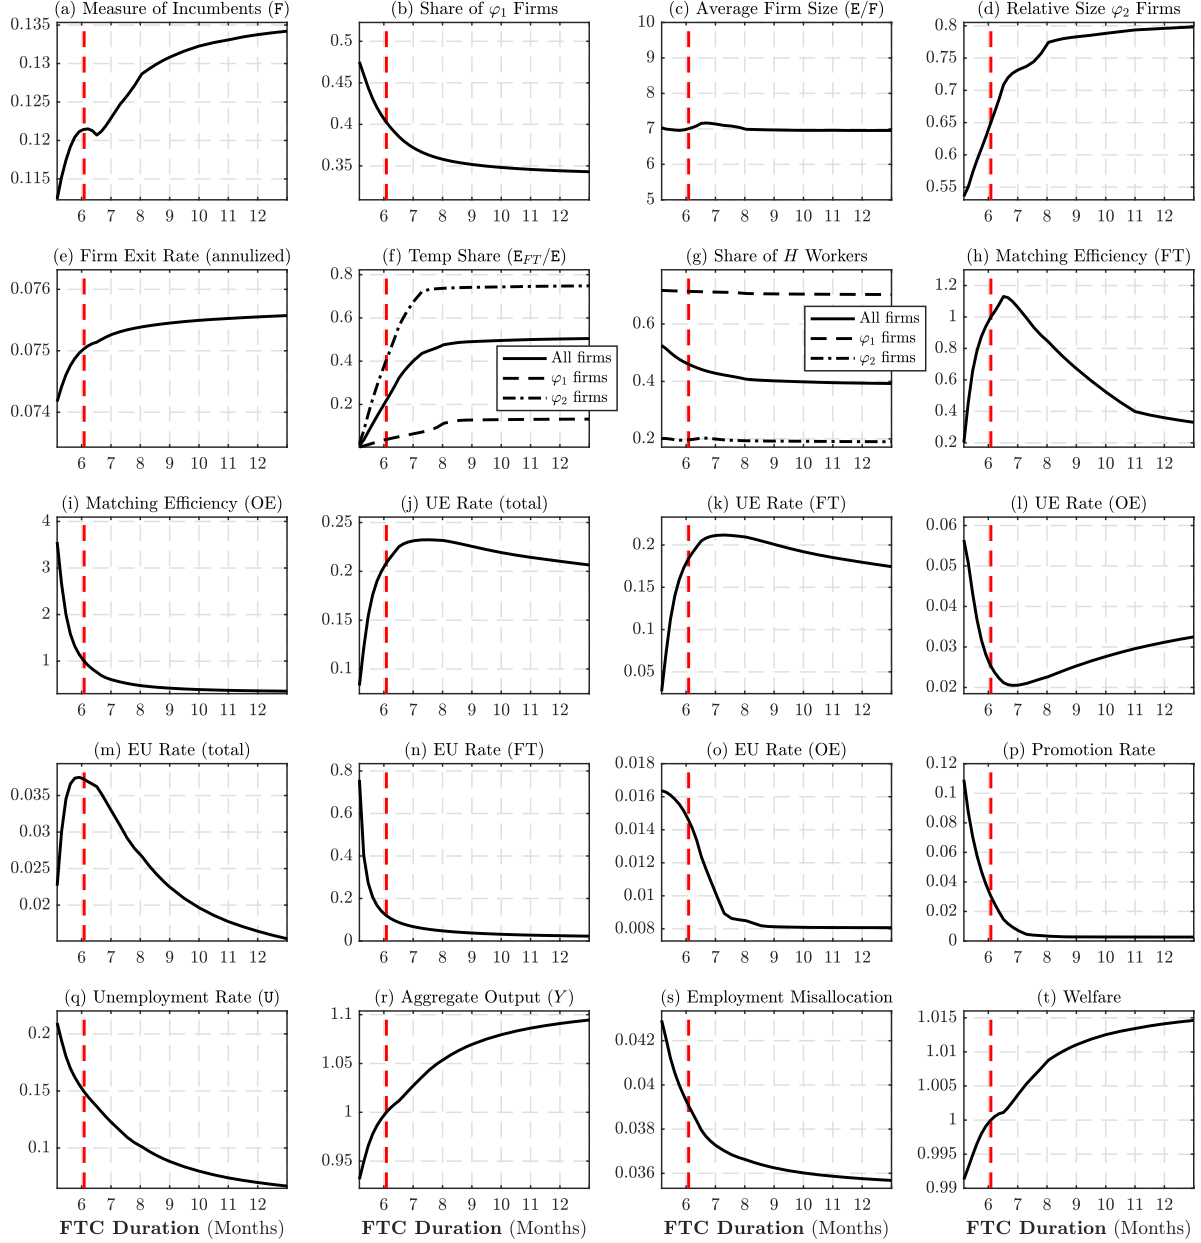 (a) Measure of Incumbents (F)
0.135
0.13
0.125
0.12
0.115
6 7 8 9 10 11 12
(b) Share of φ1 Firms
0.5
0.45
0.4
0.35
6 7 8 9 10 11 12
(c) Average Firm Size (E/F)
10
9
8
7
6
5
6 7 8 9 10 11 12
(d) Relative Size φ2 Firms
0.8
0.75
0.7
0.65
0.6
0.55
6 7 8 9 10 11 12
(e) Firm Exit Rate (annulized)
0.076
0.075
0.074
6 7 8 9 10 11 12
(f) Temp Share (E_FT/E)
0.8
0.6
0.4
0.2
All firms
φ1 firms
φ2 firms
6 7 8 9 10 11 12
(g) Share of H Workers
0.6
0.4
0.2
All firms
φ1 firms
φ2 firms
6 7 8 9 10 11 12
(h) Matching Efficiency (FT)
1.2
1
0.8
0.6
0.4
0.2
6 7 8 9 10 11 12
(i) Matching Efficiency (OE)
4
3
2
1
6 7 8 9 10 11 12
(j) UE Rate (total)
0.25
0.2
0.15
0.1
6 7 8 9 10 11 12
(k) UE Rate (FT)
0.2
0.15
0.1
0.05
6 7 8 9 10 11 12
(l) UE Rate (OE)
0.06
0.05
0.04
0.03
0.02
6 7 8 9 10 11 12
(m) EU Rate (total)
0.035
0.03
0.025
0.02
6 7 8 9 10 11 12
(n) EU Rate (FT)
0.8
0.6
0.4
0.2
0
6 7 8 9 10 11 12
(o) EU Rate (OE)
0.018
0.016
0.014
0.012
0.01
0.008
6 7 8 9 10 11 12
(p) Promotion Rate
0.12
0.1
0.08
0.06
0.04
0.02
0
6 7 8 9 10 11 12
(q) Unemployment Rate (U)
0.2
0.15
0.1
6 7 8 9 10 11 12
FTC Duration (Months)
(r) Aggregate Output (Y)
1.1
1.05
1
0.95
6 7 8 9 10 11 12
FTC Duration (Months)
(s) Employment Misallocation
0.042
0.04
0.038
0.036
6 7 8 9 10 11 12
FTC Duration (Months)
(t) Welfare
1.015
1.01
1.005
1
0.995
0.99
6 7 8 9 10 11 12
FTC Duration (Months)